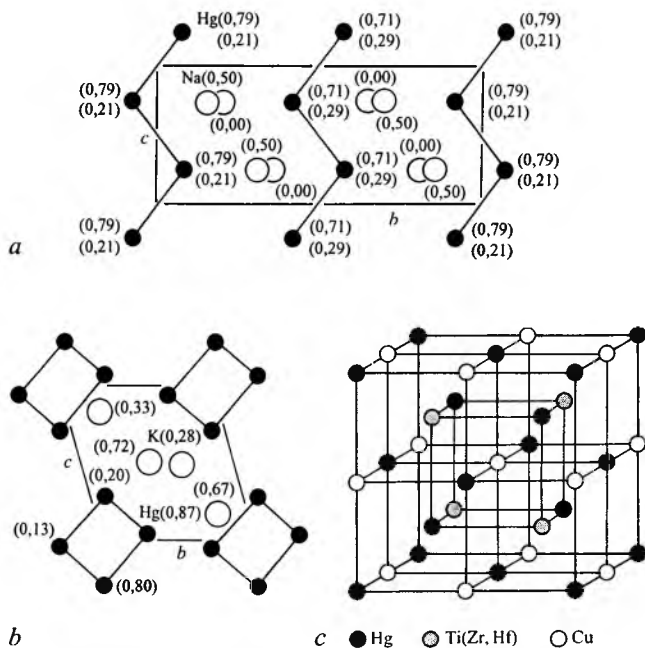 Hg(0,79)
(0,21)
(0,71)
(0,29)
(0,79)
(0,21)
Na(0,50)
(0,00)
(0,79)
(0,21)
(0,00)
(0,71)
(0,29)
(0,50)
(0,79)
(0,21)
c
(0,50)
(0,79)
(0,21)
(0,00)
(0,71)
(0,29)
(0,00)
(0,50)
(0,79)
(0,21)
(0,79)
(0,21)
(0,71)
(0,29)
b
(0,79)
(0,21)
a
(0,33)
(0,72)
K(0,28)
c
(0,20)
(0,67)
Hg(0,87)
(0,13)
b
(0,80)
b
c
Hg
Ti(Zr, Hf)
Cu